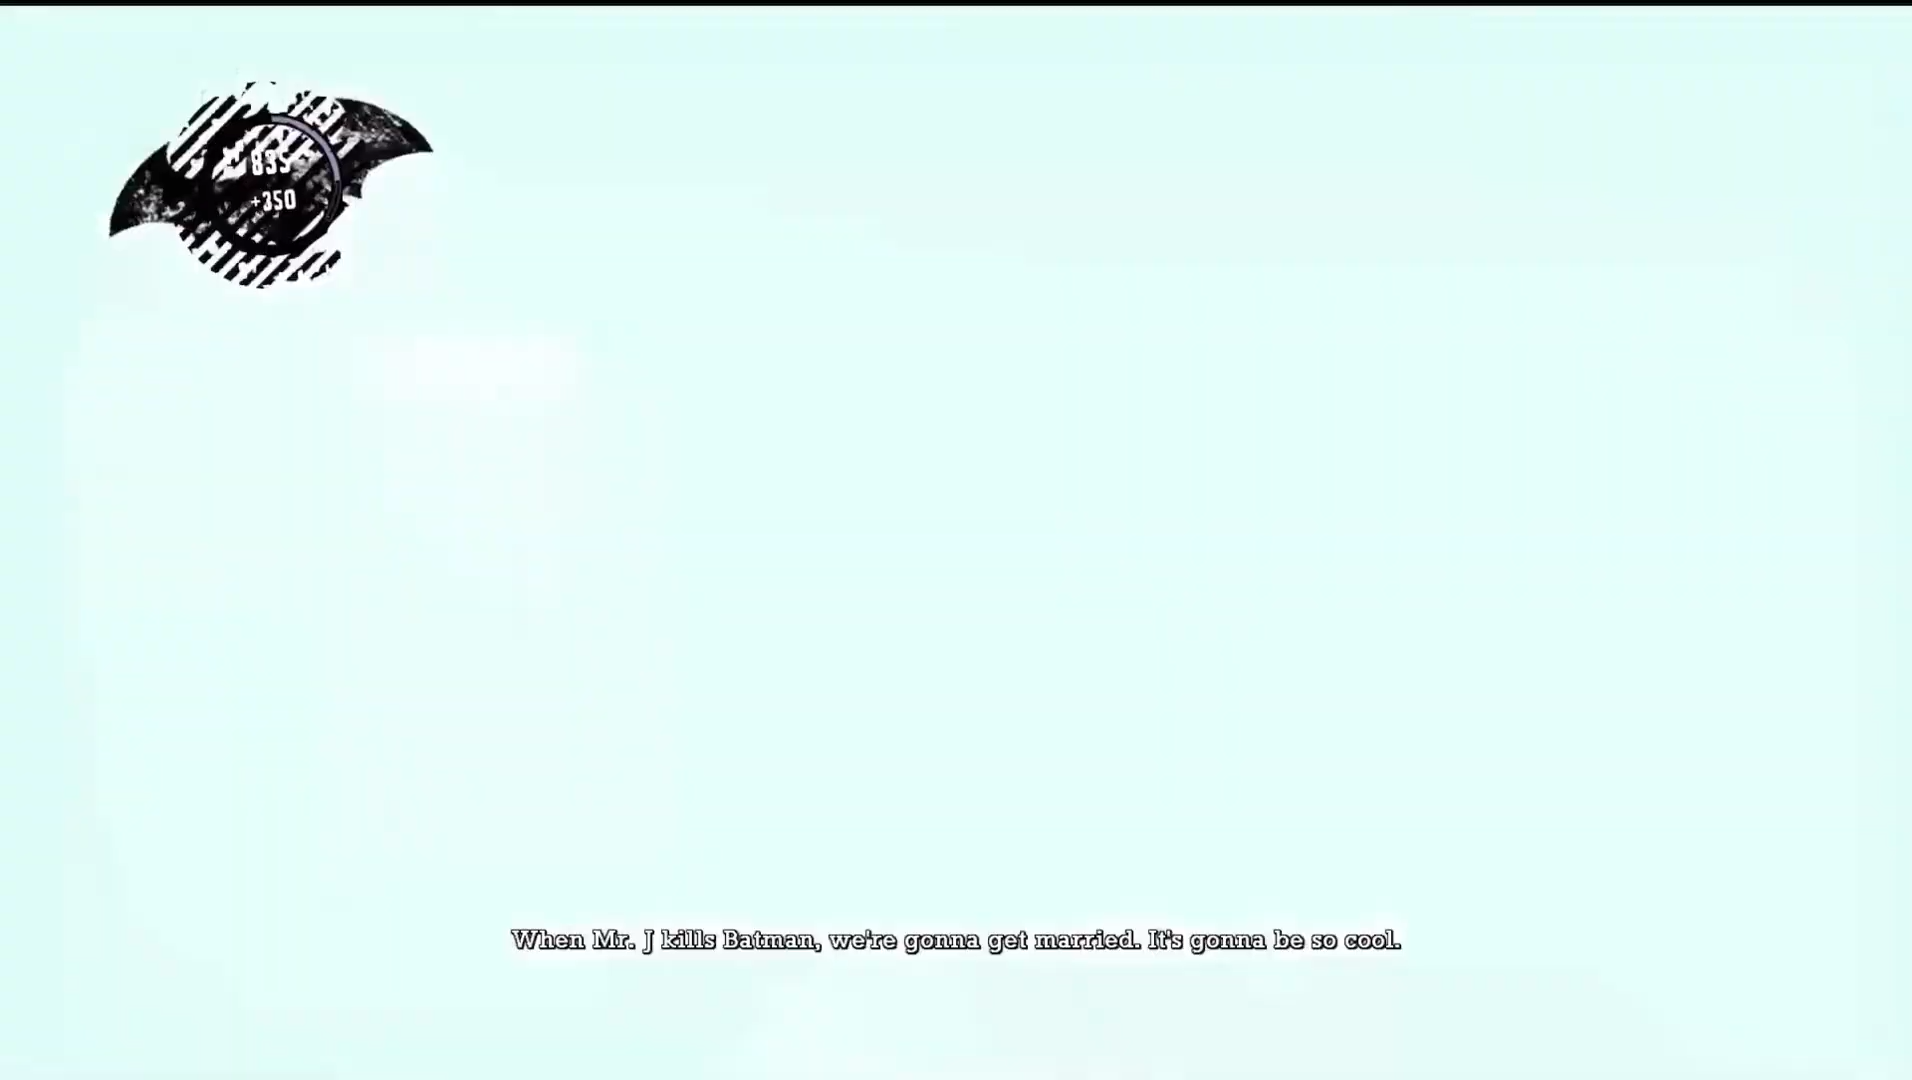 835
+350
When Mr. J kills Batman, we're gonna get married. It's gonna be so cool.